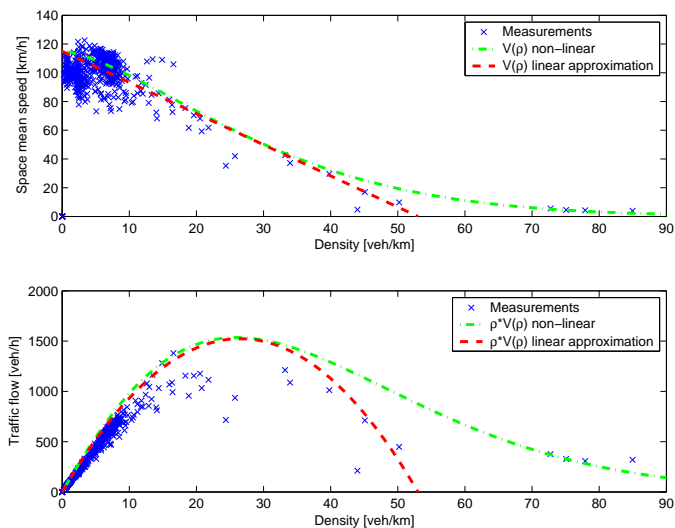 140
120
100
80
60
40
20
0
Space mean speed [km/h]
Measurements
V(ρ) non−linear
V(ρ) linear approximation
0 10 20 30 40 50 60 70 80 90
Density [veh/km]
2000
1500
1000
500
0
Traffic flow [veh/h]
Measurements
ρ*V(ρ) non−linear
ρ*V(ρ) linear approximation
0 10 20 30 40 50 60 70 80 90
Density [veh/km]